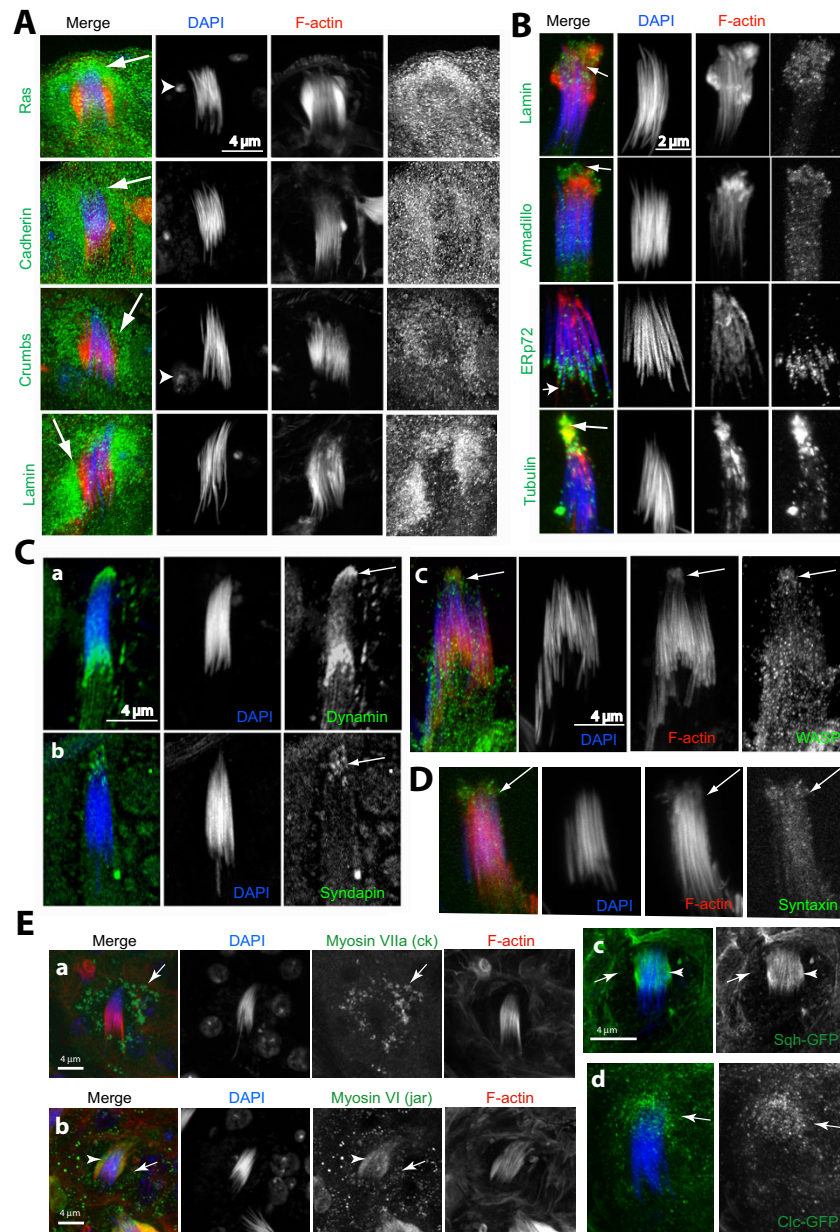 A
Merge
DAPI
F-actin
Ras
4 µm
Cadherin
Crumbs
Lamin
B
Merge
DAPI
F-actin
Lamin
2 µm
Armadillo
ERp72
Tubulin
C
a
4 µm
DAPI
Dynamin
b
DAPI
Syndapin
c
4 µm
DAPI
F-actin
WASP
D
DAPI
F-actin
Syntaxin
E
Merge
DAPI
Myosin VIIa (ck)
F-actin
a
4 µm
Merge
DAPI
Myosin VI (jar)
F-actin
b
4 µm
c
4 µm
Sqh-GFP
d
Clc-GFP